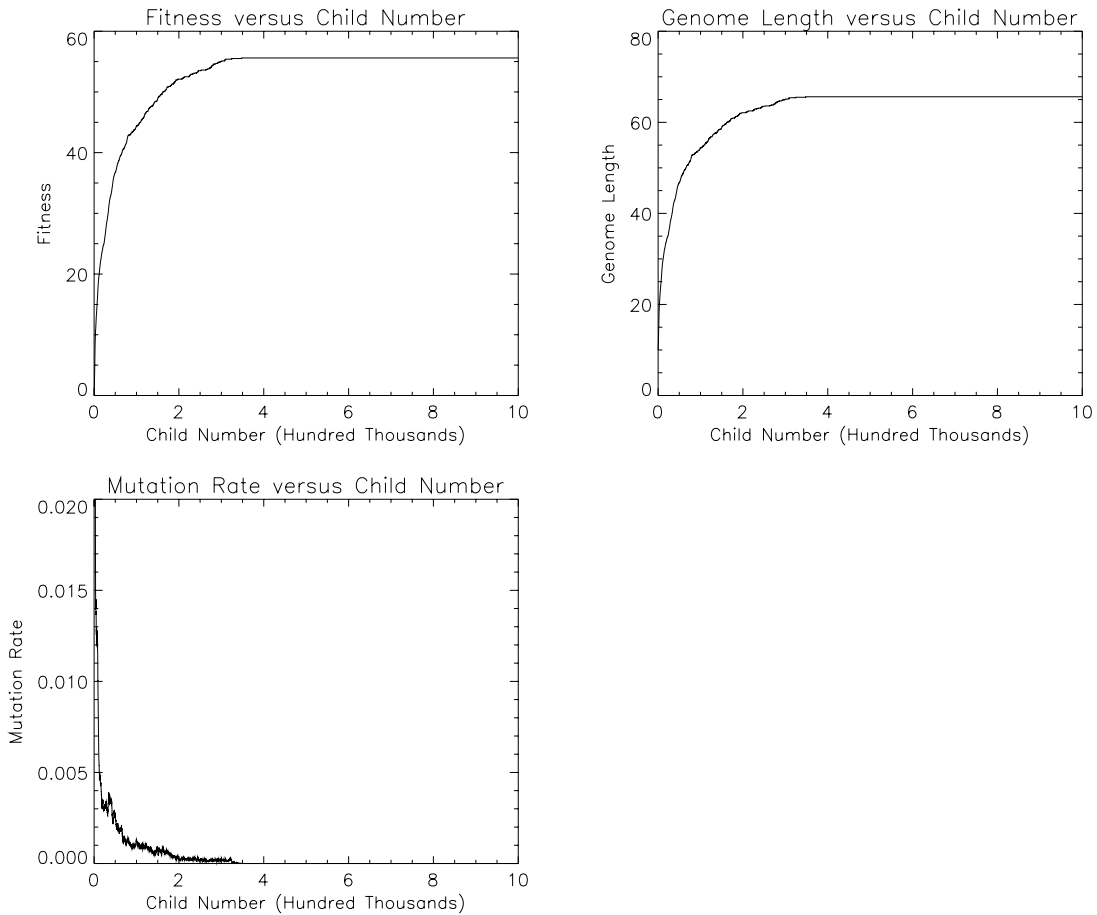 Fitness versus Child Number
60
40
20
0
Fitness
0 2 4 6 8 10
Child Number (Hundred Thousands)
Genome Length versus Child Number
80
60
40
20
0
Genome Length
0 2 4 6 8 10
Child Number (Hundred Thousands)
Mutation Rate versus Child Number
0.020
0.015
0.010
0.005
0.000
Mutation Rate
0 2 4 6 8 10
Child Number (Hundred Thousands)